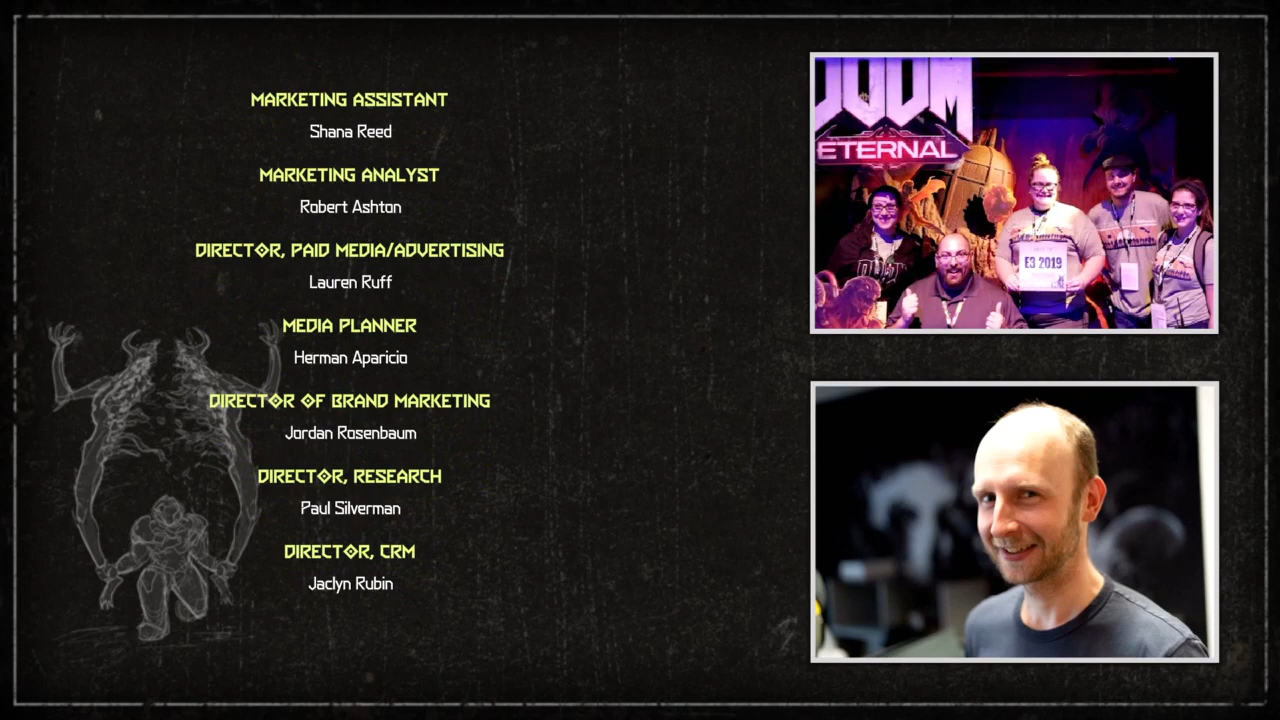 MARKETING ASSISTANT
Shana Reed
MARKETING ANALYST
Robert Ashton
DIRECTOR, PAID MEDIA/ADVERTISING
Lauren Ruff
MEDIA PLANNER
Herman Aparicio
DIRECTOR OF BRAND MARKETING
Jordan Rosenbaum
DIRECTOR, RESEARCH
Paul Silverman
DIRECTOR, CRM
Jaclyn Rubin
DOOM
ETERNAL
E3 2019